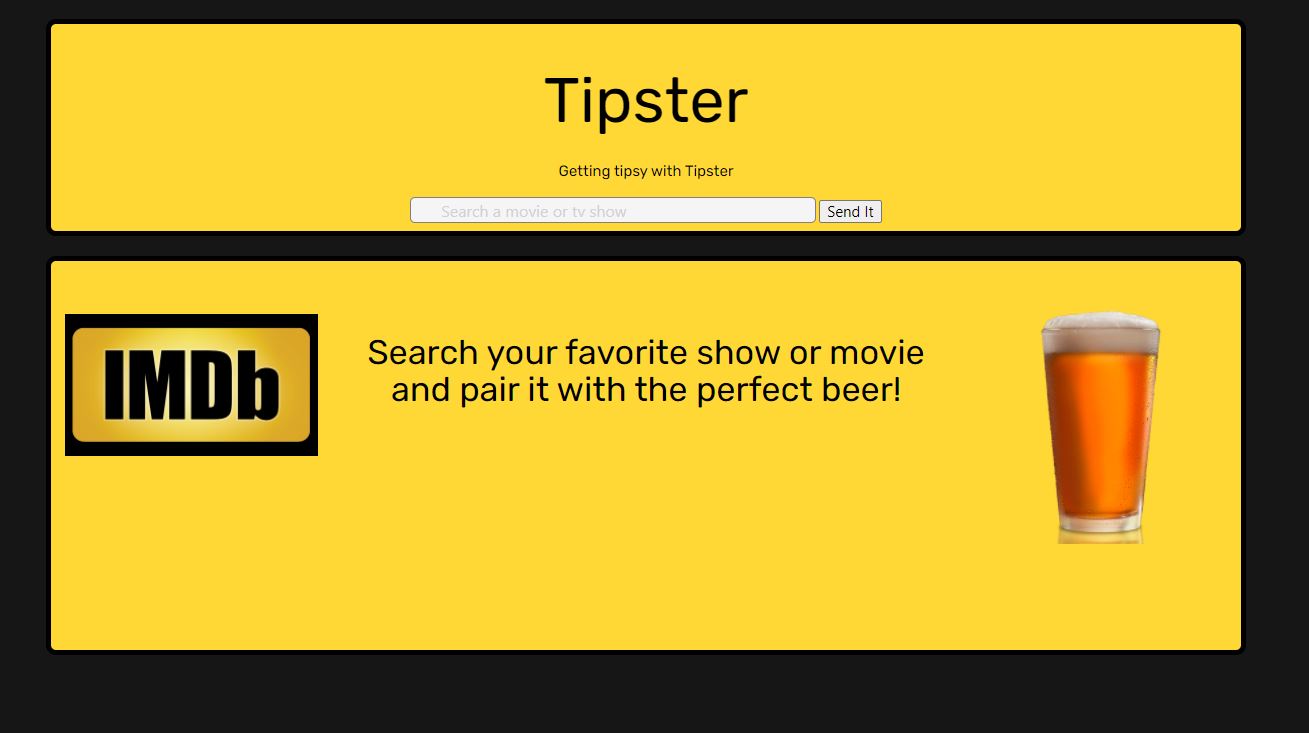 Tipster
Getting tipsy with Tipster
Search a movie or tv show
Send It
IMDb
Search your favorite show or movie
and pair it with the perfect beer!